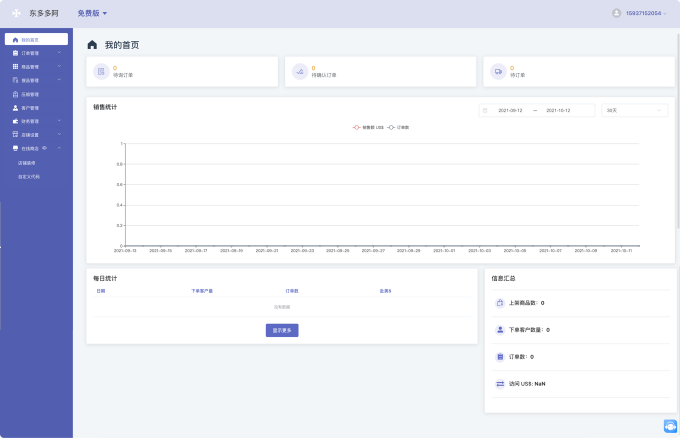 东多多阿
免费版
15937152054
我的首页
订单管理
物流管理
商品管理
压期管理
客户管理
财务管理
店铺设置
在线商店
店铺装修
自定义代码
我的首页
0
待询订单
0
待确认订单
0
待订单
销售统计
2021-09-12 ~ 2021-10-12
30天
销售额 US$ 订单数
1
0.8
0.6
0.4
0.2
0
2021-09-13 2021-09-15 2021-09-17 2021-09-19 2021-09-21 2021-09-23 2021-09-25 2021-09-27 2021-09-29 2021-10-01 2021-10-03 2021-10-05 2021-10-07 2021-10-09 2021-10-11
每日统计
日期 下单客户量 订单数
没有数据
显示更多
信息汇总
上架商品数: 0
下单客户数量: 0
订单数: 0
访问 US$: NaN